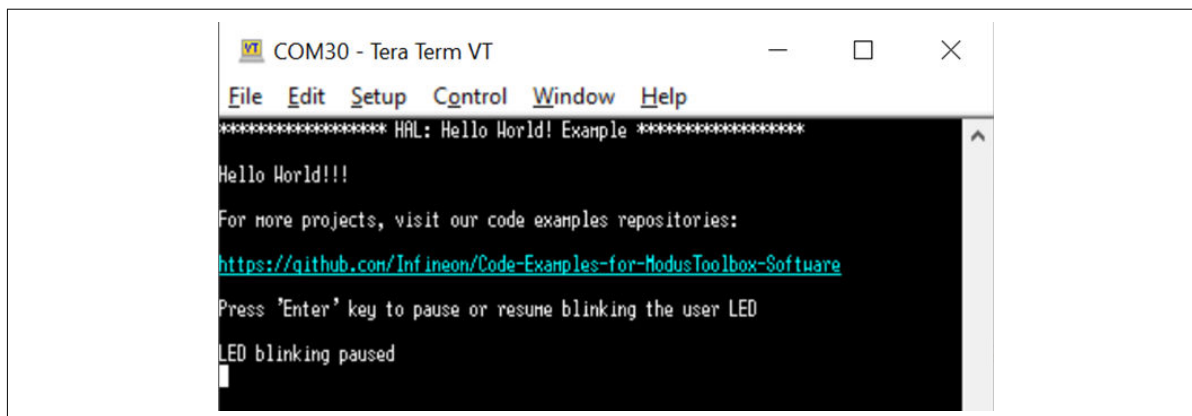 COM30 - Tera Term VT
File Edit Setup Control Window Help
******************* HAL: Hello World! Example *******************
Hello World!!!
For more projects, visit our code examples repositories:
https://github.com/Infineon/Code-Examples-for-ModusToolbox-Software
Press 'Enter' key to pause or resume blinking the user LED
LED blinking paused